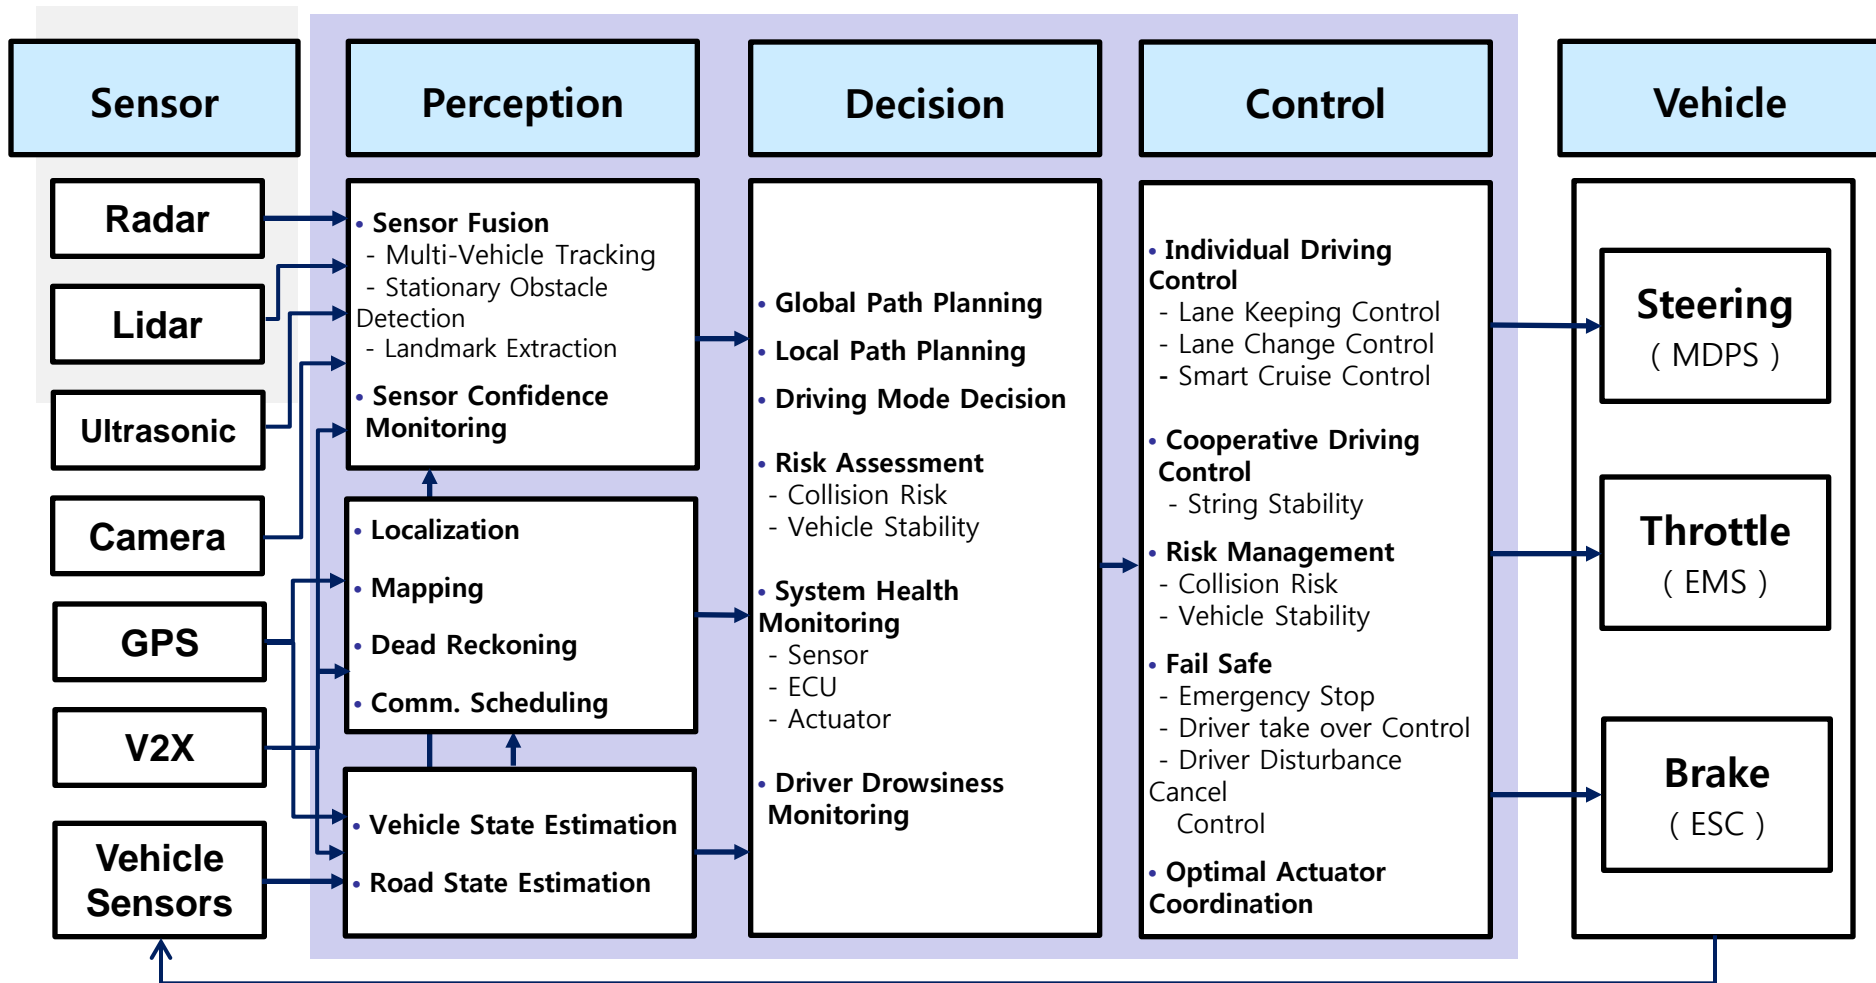 Sensor
Perception
Decision
Control
Vehicle
Radar
Lidar
Ultrasonic
Camera
GPS
V2X
Vehicle
Sensors
• Sensor Fusion
- Multi-Vehicle Tracking
- Stationary Obstacle
Detection
- Landmark Extraction
• Sensor Confidence
Monitoring
• Localization
• Mapping
• Dead Reckoning
• Comm. Scheduling
• Vehicle State Estimation
• Road State Estimation
• Global Path Planning
• Local Path Planning
• Driving Mode Decision
• Risk Assessment
- Collision Risk
- Vehicle Stability
• System Health
Monitoring
- Sensor
- ECU
- Actuator
• Driver Drowsiness
Monitoring
• Individual Driving
Control
- Lane Keeping Control
- Lane Change Control
- Smart Cruise Control
• Cooperative Driving
Control
- String Stability
• Risk Management
- Collision Risk
- Vehicle Stability
• Fail Safe
- Emergency Stop
- Driver take over Control
- Driver Disturbance
Cancel
Control
• Optimal Actuator
Coordination
Steering
( MDPS )
Throttle
( EMS )
Brake
( ESC )